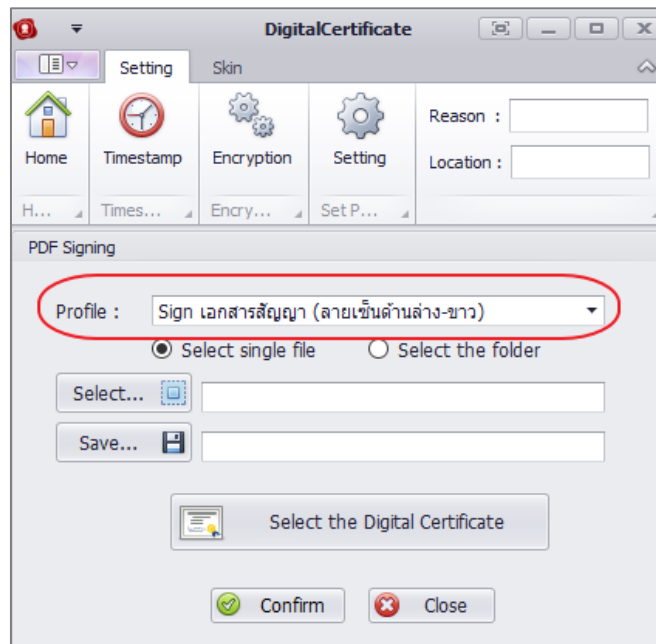 DigitalCertificate
Setting Skin
Reason :
Home Timestamp Encryption Setting
Location :
H... Times... Encry... Set P...
PDF Signing
Profile : Sign เอกสารสัญญา (ลายเซ็นด้านล่าง-ขาว)
Select single file Select the folder
Select...
Save...
Select the Digital Certificate
Confirm Close